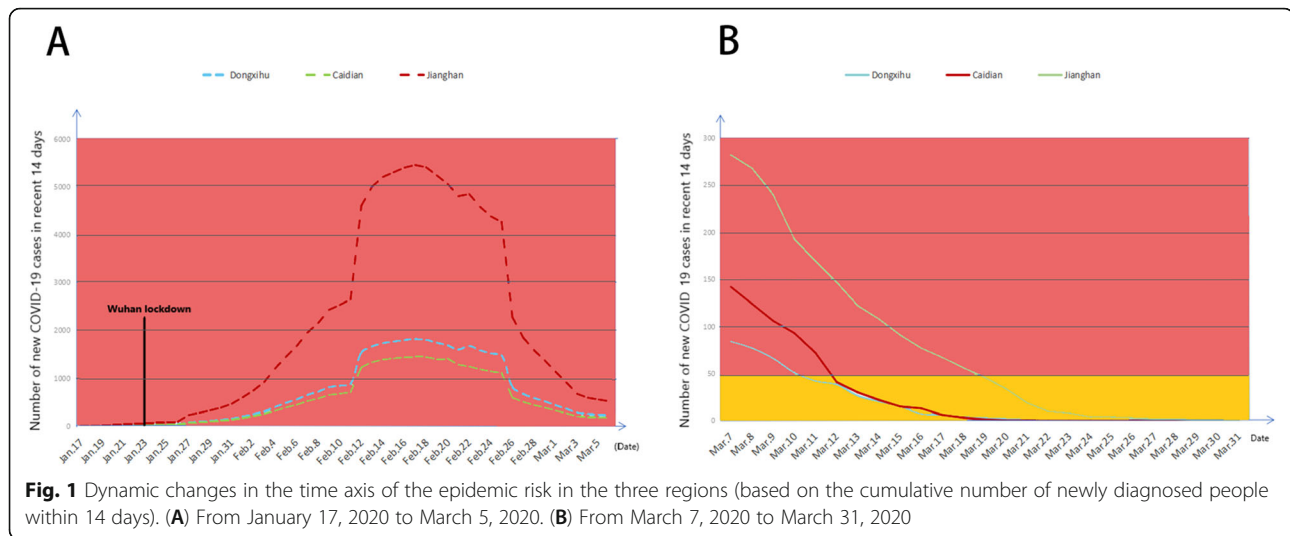 A
Dongxihu Caidian Jianghan
Number of new COVID-19 cases in recent 14 days
6000
5000
4000
3000
2000
1000
0
Wuhan lockdown
Jan.17 Jan.19 Jan.21 Jan.23 Jan.25 Jan.27 Jan.29 Jan.31 Feb.2 Feb.4 Feb.6 Feb.8 Feb.10 Feb.12 Feb.14 Feb.16 Feb.18 Feb.20 Feb.22 Feb.24 Feb.26 Feb.28 Mar.1 Mar.3 Mar.5 (Date)
B
Dongxihu Caidian Jianghan
Number of new COVID 19 cases in recent 14 days
300
250
200
150
100
50
0
Mar.7 Mar.8 Mar.9 Mar.10 Mar.11 Mar.12 Mar.13 Mar.14 Mar.15 Mar.16 Mar.17 Mar.18 Mar.19 Mar.20 Mar.21 Mar.22 Mar.23 Mar.24 Mar.25 Mar.26 Mar.27 Mar.28 Mar.29 Mar.30 Mar.31 Date
Fig. 1 Dynamic changes in the time axis of the epidemic risk in the three regions (based on the cumulative number of newly diagnosed people
within 14 days). (A) From January 17, 2020 to March 5, 2020. (B) From March 7, 2020 to March 31, 2020